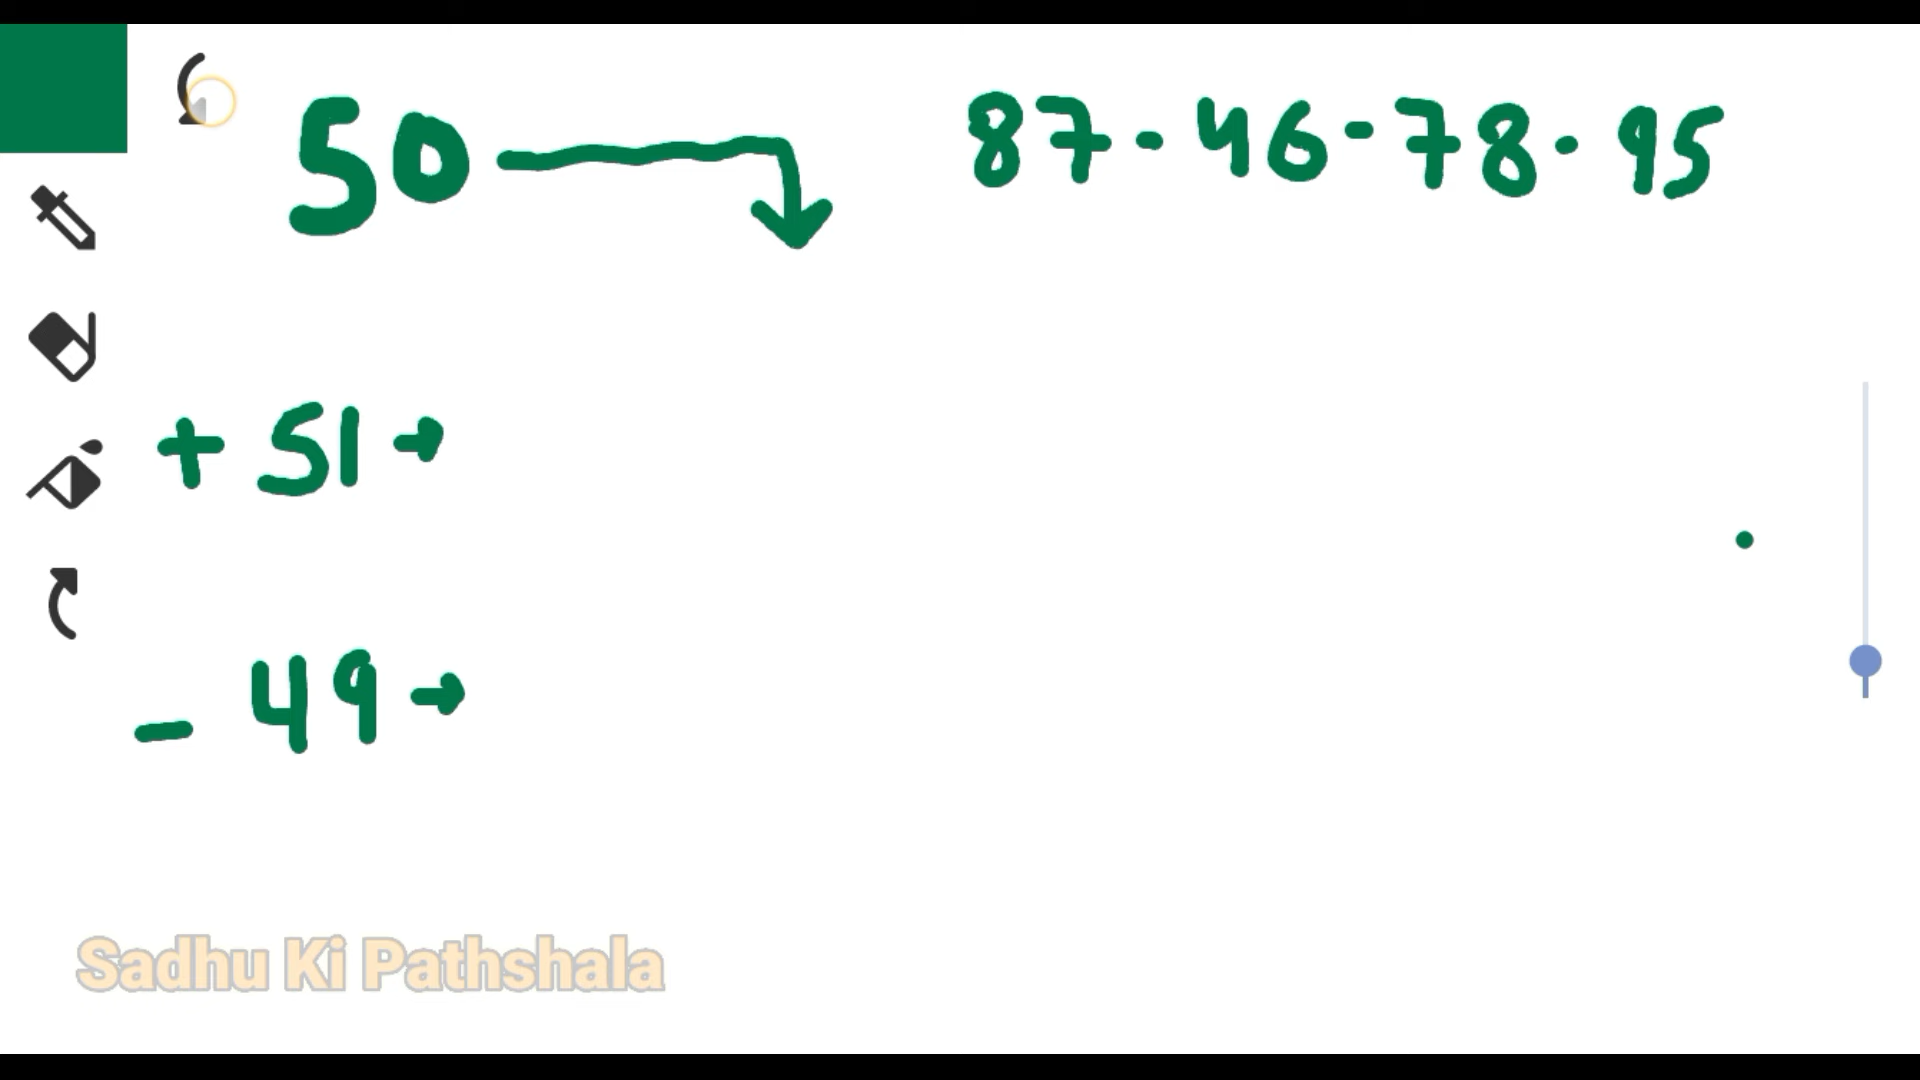 50 87 - 46 - 78 - 95
+ 51 →
- 49 →
Sadhu Ki Pathshala